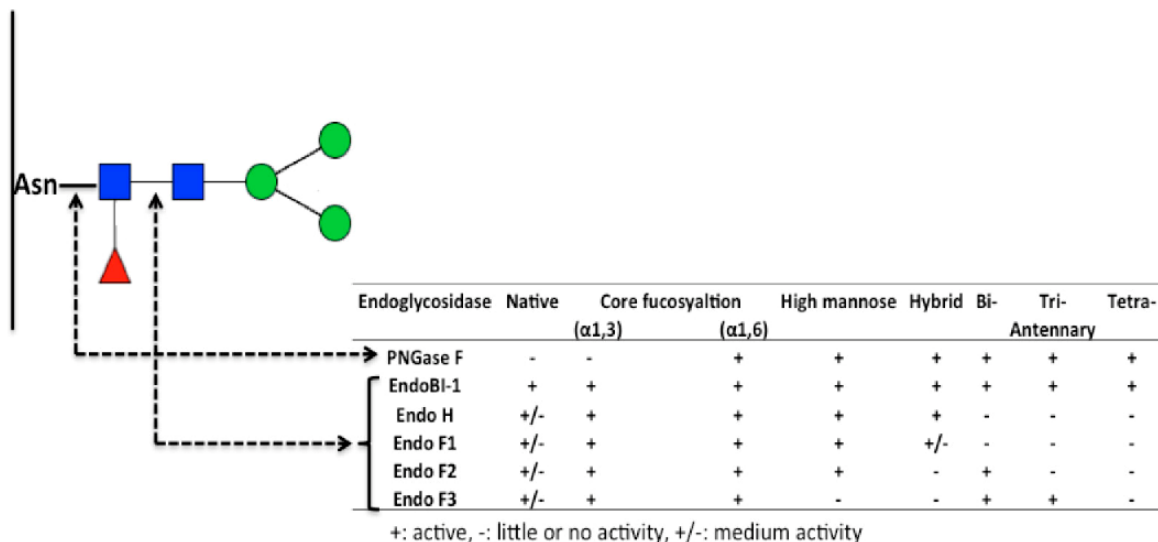 Asn
Endoglycosidase Native Core fucosyaltion High mannose Hybrid Bi- Tri- Tetra-
(α1,3) (α1,6) Antennary
PNGase F - - + + + + + +
EndoBI-1 + + + + + + + +
Endo H +/- + + + + - - -
Endo F1 +/- + + + +/- - - -
Endo F2 +/- + + + - + - -
Endo F3 +/- + + - - + + -
+: active, -: little or no activity, +/-: medium activity